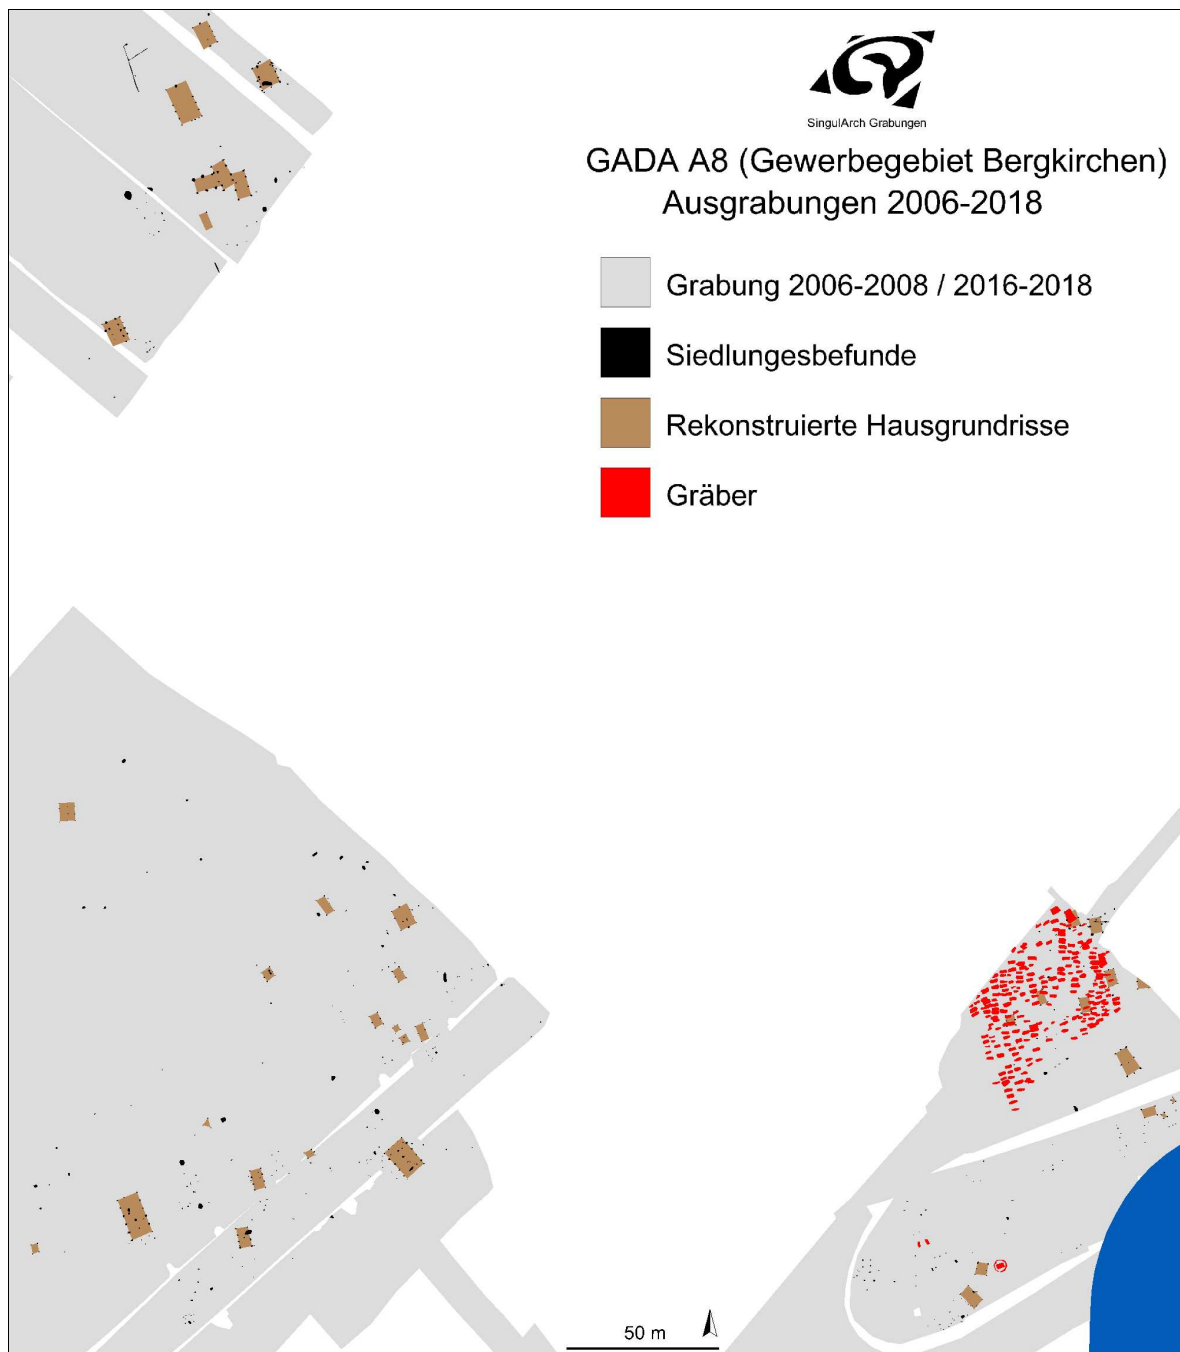 SingulArch Grabungen
GADA A8 (Gewerbegebiet Bergkirchen)
Ausgrabungen 2006-2018
Grabung 2006-2008 / 2016-2018
Siedlungesbefunde
Rekonstruierte Hausgrundrisse
Gräber
50 m